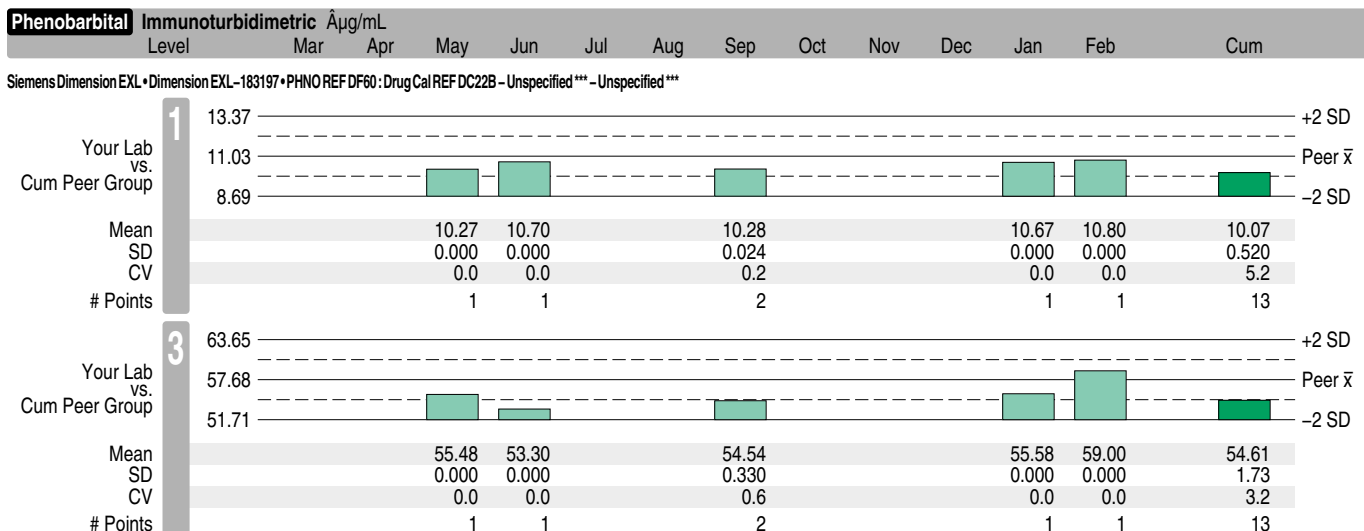 Phenobarbital Immunoturbidimetric Âµg/mL
Level Mar Apr May Jun Jul Aug Sep Oct Nov Dec Jan Feb Cum
Siemens Dimension EXL • Dimension EXL–183197 • PHNO REF DF60 : Drug Cal REF DC22B – Unspecified *** – Unspecified ***
1
13.37 +2 SD
Your Lab
vs.
Cum Peer Group
11.03 Peer x̄
8.69 –2 SD
Mean 10.27 10.70 10.28 10.67 10.80 10.07
SD 0.000 0.000 0.024 0.000 0.000 0.520
CV 0.0 0.0 0.2 0.0 0.0 5.2
# Points 1 1 2 1 1 13
3
63.65 +2 SD
Your Lab
vs.
Cum Peer Group
57.68 Peer x̄
51.71 –2 SD
Mean 55.48 53.30 54.54 55.58 59.00 54.61
SD 0.000 0.000 0.330 0.000 0.000 1.73
CV 0.0 0.0 0.6 0.0 0.0 3.2
# Points 1 1 2 1 1 13